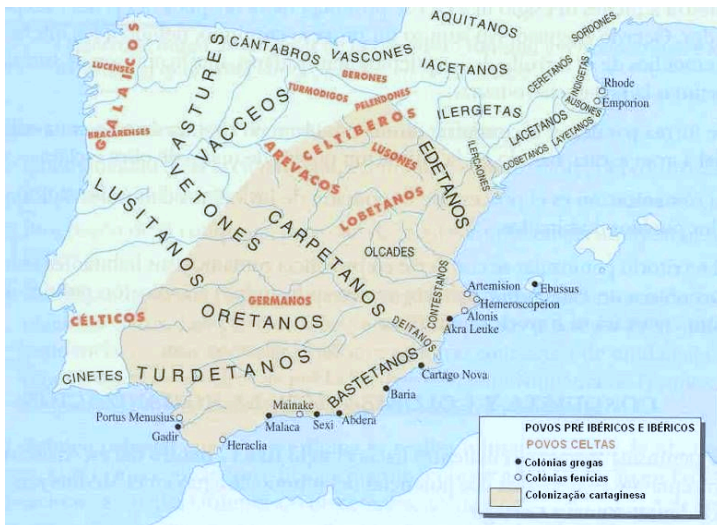 AQUITANOS
SORDONES
CÁNTABROS
VASCONES
IACETANOS
CERETANOS
INDIGETAS
GALAICOS
LUCENSES
ASTURES
BERONES
TURMODIGOS
PELENDONES
Rhode
Emporion
AUSONES
VACCEOS
ILERGETAS
LACETANOS
LAYETANOS
COSETANOS
BRACARENSES
CELTIBEROS
AREVACOS
LUSONES
EDETANOS
ILERCAONES
LUSITANOS
VETONES
LOBETANOS
CARPETANOS
OLCADES
CONTESTANOS
Artemision
Ebussus
Hemeroscopeion
Alonis
GERMANOS
CÉLTICOS
ORETANOS
DEITANOS
Akra Leuke
CINETES
TURDETANOS
BASTETANOS
Cartago Nova
Baria
Portus Menusius
Mainake
Gadir
Malaca
Sexi
Abdera
Heraclia
POVOS PRÉ IBÉRICOS E IBÉRICOS
POVOS CELTAS
Colónias gregas
Colónias fenícias
Colonização cartaginesa